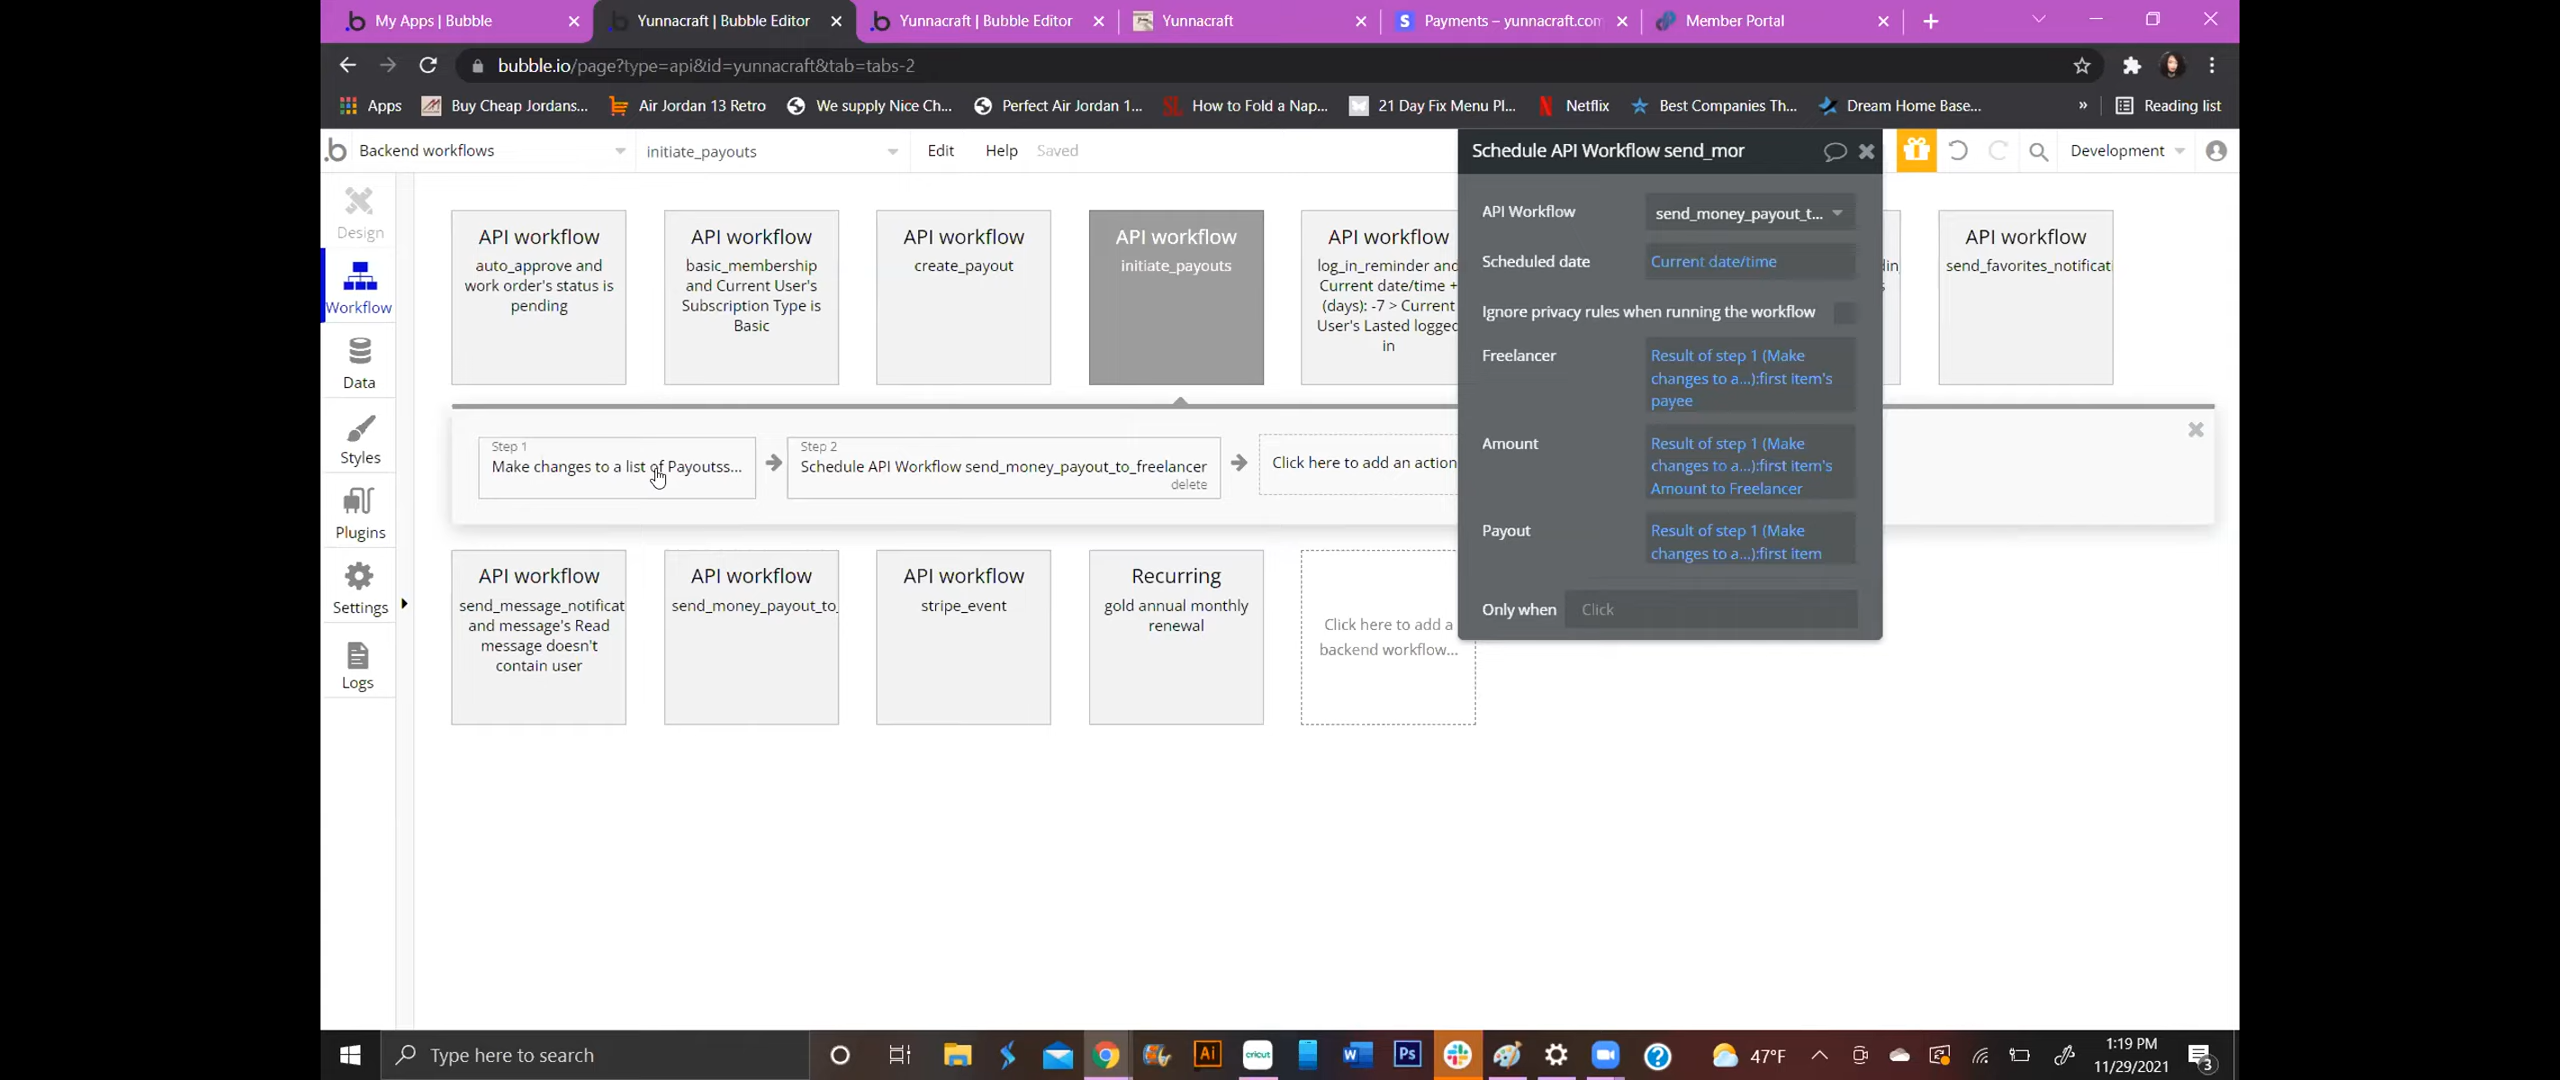 My Apps | Bubble
Yunnacraft | Bubble Editor
Yunnacraft | Bubble Editor
Yunnacraft
Payments – yunnacraft.com
Member Portal
bubble.io/page?type=api&id=yunnacraft&tab=tabs-2
Apps
Buy Cheap Jordans...
Air Jordan 13 Retro
We supply Nice Ch...
Perfect Air Jordan 1...
How to Fold a Nap...
21 Day Fix Menu Pl...
Netflix
Best Companies Th...
Dream Home Base...
»
Reading list
Backend workflows
initiate_payouts
Edit
Help
Saved
Development
Design
Workflow
Data
Styles
Plugins
Settings
Logs
API workflow
auto_approve and
work order's status is
pending
API workflow
basic_membership
and Current User's
Subscription Type is
Basic
API workflow
create_payout
API workflow
initiate_payouts
API workflow
log_in_reminder and
Current date/time +
(days): -7 > Current
User's Lasted logged
in
API workflow
send_favorites_notificat
Step 1
Make changes to a list of Payoutss...
Step 2
Schedule API Workflow send_money_payout_to_freelancer
delete
Click here to add an action
API workflow
send_message_notificat
and message's Read
message doesn't
contain user
API workflow
send_money_payout_to_
API workflow
stripe_event
Recurring
gold annual monthly
renewal
Click here to add a
backend workflow...
Schedule API Workflow send_mor
API Workflow
send_money_payout_t...
Scheduled date
Current date/time
Ignore privacy rules when running the workflow
Freelancer
Result of step 1 (Make
changes to a...):first item's
payee
Amount
Result of step 1 (Make
changes to a...):first item's
Amount to Freelancer
Payout
Result of step 1 (Make
changes to a...):first item
Only when
Click
Type here to search
Ai
cricut
W
Ps
47°F
1:19 PM
11/29/2021
3